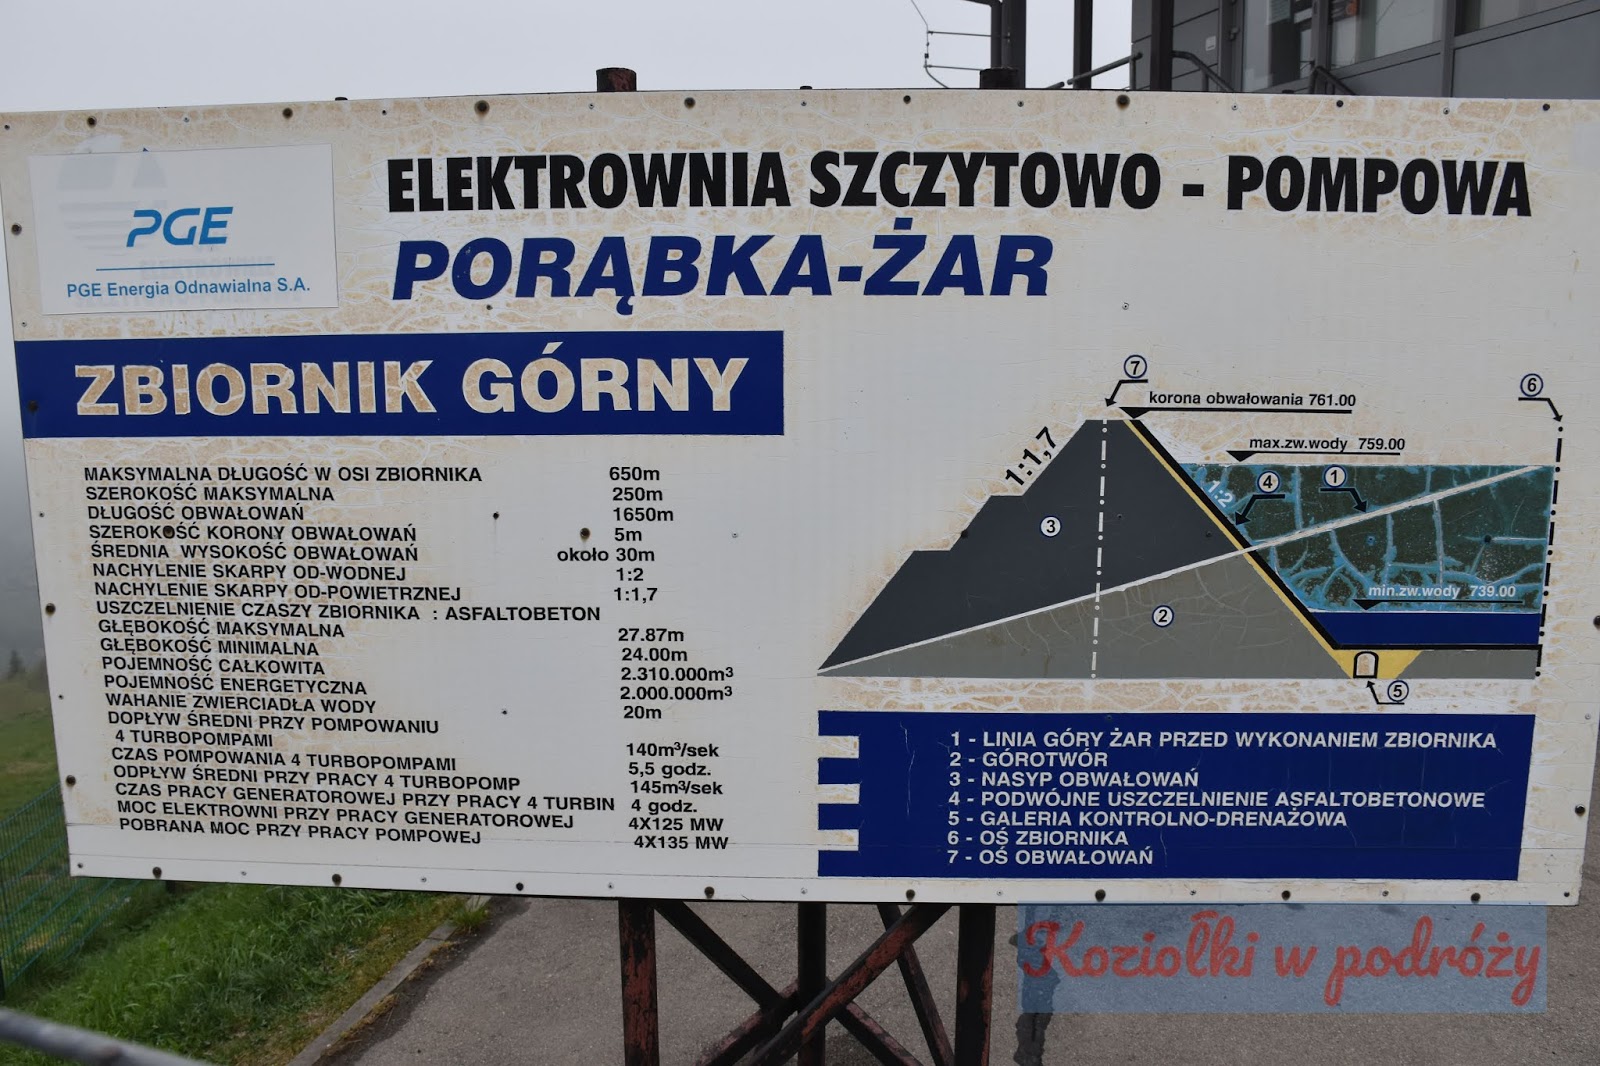 PGE
PGE Energia Odnawialna S.A.
ELEKTROWNIA SZCZYTOWO - POMPOWA
PORĄBKA-ŻAR
ZBIORNIK GÓRNY
MAKSYMALNA DŁUGOŚĆ W OSI ZBIORNIKA 650m
SZEROKOŚĆ MAKSYMALNA 250m
DŁUGOŚĆ OBWAŁOWAŃ 1650m
SZEROKOŚĆ KORONY OBWAŁOWAŃ 5m
ŚREDNIA WYSOKOŚĆ OBWAŁOWAŃ około 30m
NACHYLENIE SKARPY OD-WODNEJ 1:2
NACHYLENIE SKARPY OD-POWIETRZNEJ 1:1,7
USZCZELNIENIE CZASZY ZBIORNIKA : ASFALTOBETON
GŁĘBOKOŚĆ MAKSYMALNA 27.87m
GŁĘBOKOŚĆ MINIMALNA 24.00m
POJEMNOŚĆ CAŁKOWITA 2.310.000m³
POJEMNOŚĆ ENERGETYCZNA 2.000.000m³
WAHANIE ZWIERCIADŁA WODY 20m
DOPŁYW ŚREDNI PRZY POMPOWANIU
4 TURBOPOMPAMI 140m³/sek
CZAS POMPOWANIA 4 TURBOPOMPAMI 5,5 godz.
ODPŁYW ŚREDNI PRZY PRACY 4 TURBOPOMP 145m³/sek
CZAS PRACY GENERATOROWEJ PRZY PRACY 4 TURBIN 4 godz.
MOC ELEKTROWNI PRZY PRACY GENERATOROWEJ 4X125 MW
POBRANA MOC PRZY PRACY POMPOWEJ 4X135 MW
7
6
korona obwałowania 761.00
max.zw.wody 759.00
1:1,7
1:2
4
1
3
min.zw.wody 739.00
2
5
1 - LINIA GÓRY ŻAR PRZED WYKONANIEM ZBIORNIKA
2 - GÓROTWÓR
3 - NASYP OBWAŁOWAŃ
4 - PODWÓJNE USZCZELNIENIE ASFALTOBETONOWE
5 - GALERIA KONTROLNO-DRENAŻOWA
6 - OŚ ZBIORNIKA
7 - OŚ OBWAŁOWAŃ
Koziołki w podróży